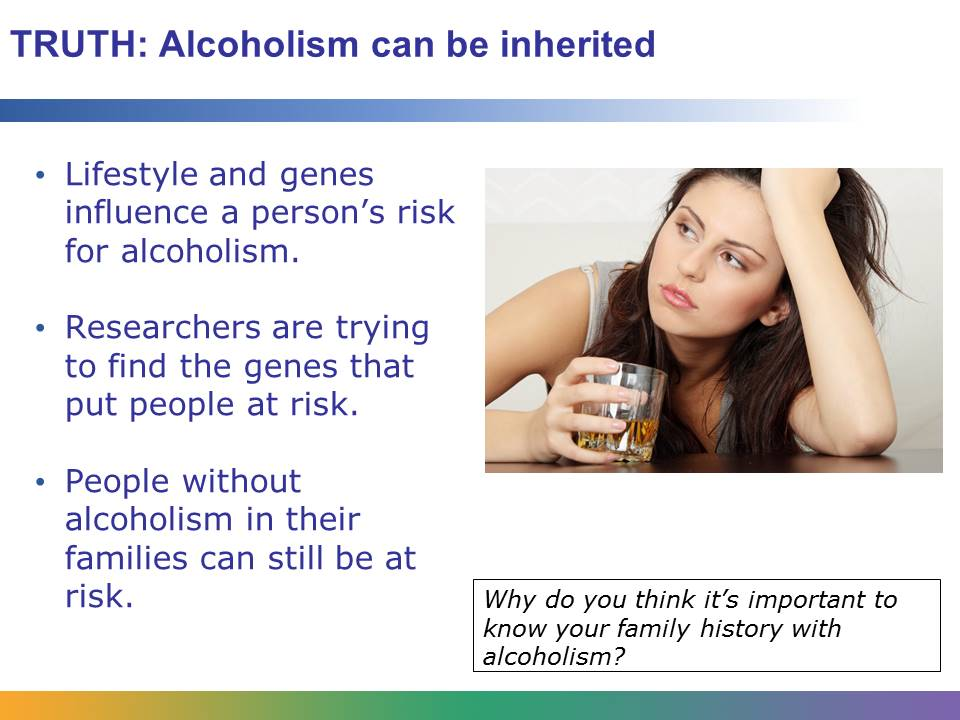 TRUTH: Alcoholism can be inherited
• Lifestyle and genes
influence a person’s risk
for alcoholism.
• Researchers are trying
to find the genes that
put people at risk.
• People without
alcoholism in their
families can still be at
risk.
Why do you think it’s important to
know your family history with
alcoholism?